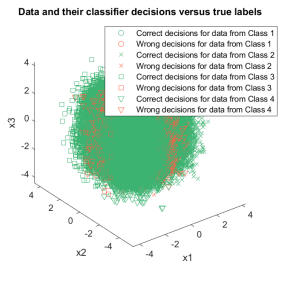 Data and their classifier decisions versus true labels
Correct decisions for data from Class 1
Wrong decisions for data from Class 1
Correct decisions for data from Class 2
Wrong decisions for data from Class 2
Correct decisions for data from Class 3
Wrong decisions for data from Class 3
Correct decisions for data from Class 4
Wrong decisions for data from Class 4
x3
4
2
0
-2
-4
4
2
0
-2
-4
x2
-4
-2
0
2
4
x1